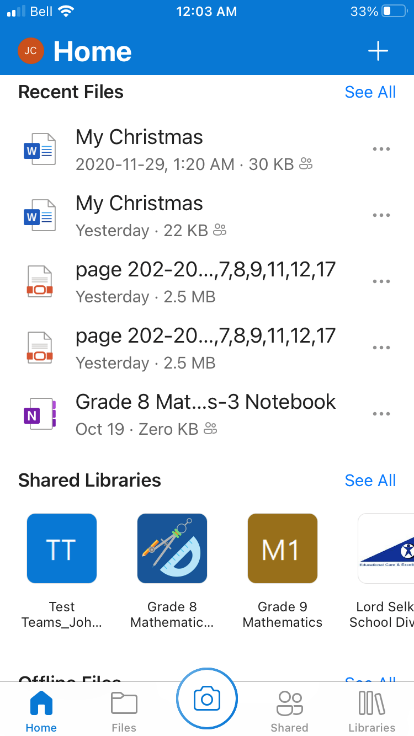 Bell 12:03 AM 33%
JC Home
Recent Files See All
My Christmas
2020-11-29, 1:20 AM · 30 KB
My Christmas
Yesterday · 22 KB
page 202-20...,7,8,9,11,12,17
Yesterday · 2.5 MB
page 202-20...,7,8,9,11,12,17
Yesterday · 2.5 MB
Grade 8 Mat...s-3 Notebook
Oct 19 · Zero KB
Shared Libraries See All
TT M1
Test Grade 8 Grade 9 Lord Selk
Teams_Joh... Mathematic... Mathematics School Div
Offline Files See All
Home Files Shared Libraries